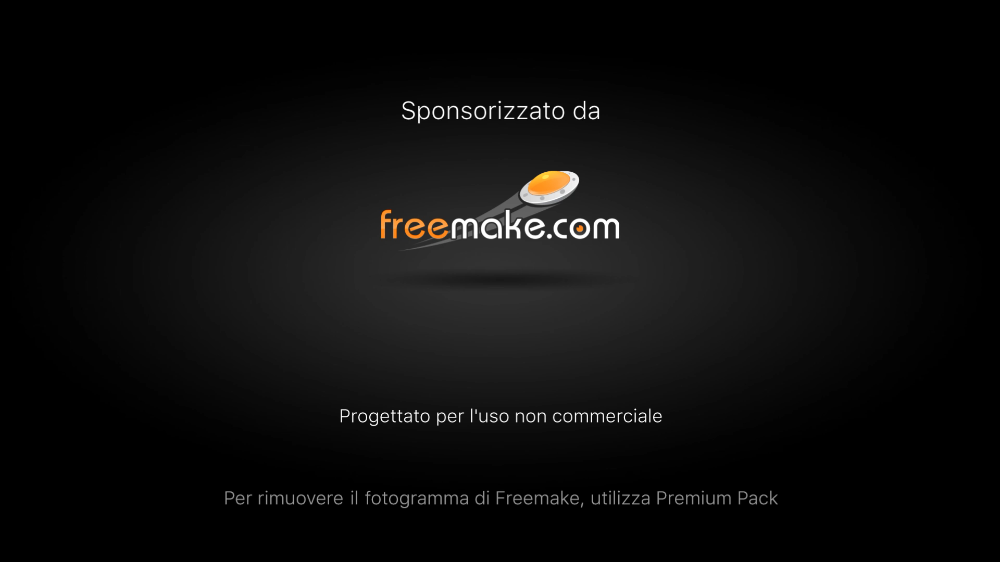 Sponsorizzato da
freemake.com
Progettato per l'uso non commerciale
Per rimuovere il fotogramma di Freemake, utilizza Premium Pack